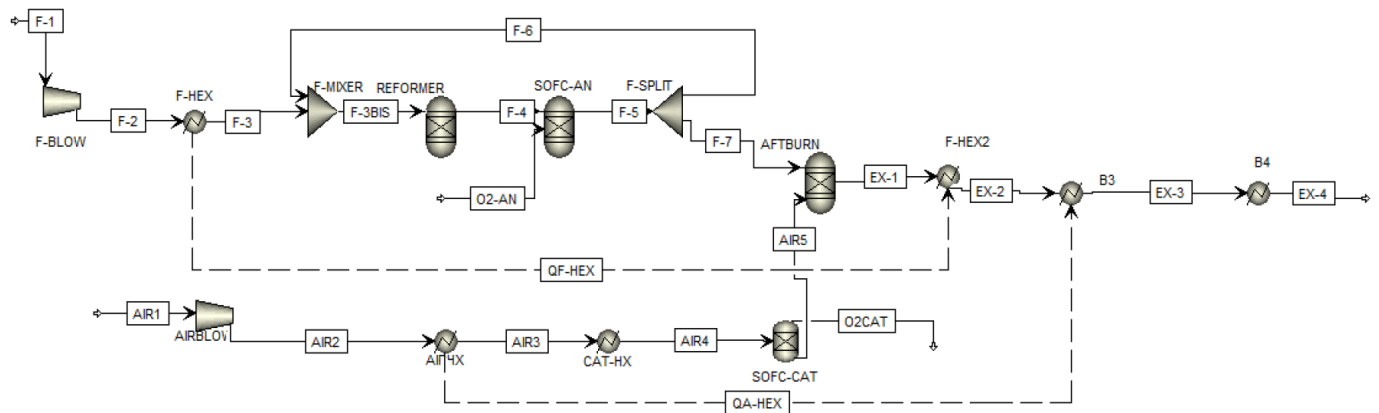 F-1
F-6
F-MIXER
REFORMER
SOFC-AN
F-SPLIT
F-HEX
F-2
F-3
F-3BIS
F-4
F-5
F-BLOW
F-7
AFTBURN
F-HEX2
O2-AN
EX-1
EX-2
B3
EX-3
B4
EX-4
AIR5
QF-HEX
AIR1
AIRBLOW
AIR2
AIR3
CAT-HX
AIR4
O2CAT
SOFC-CAT
QA-HEX